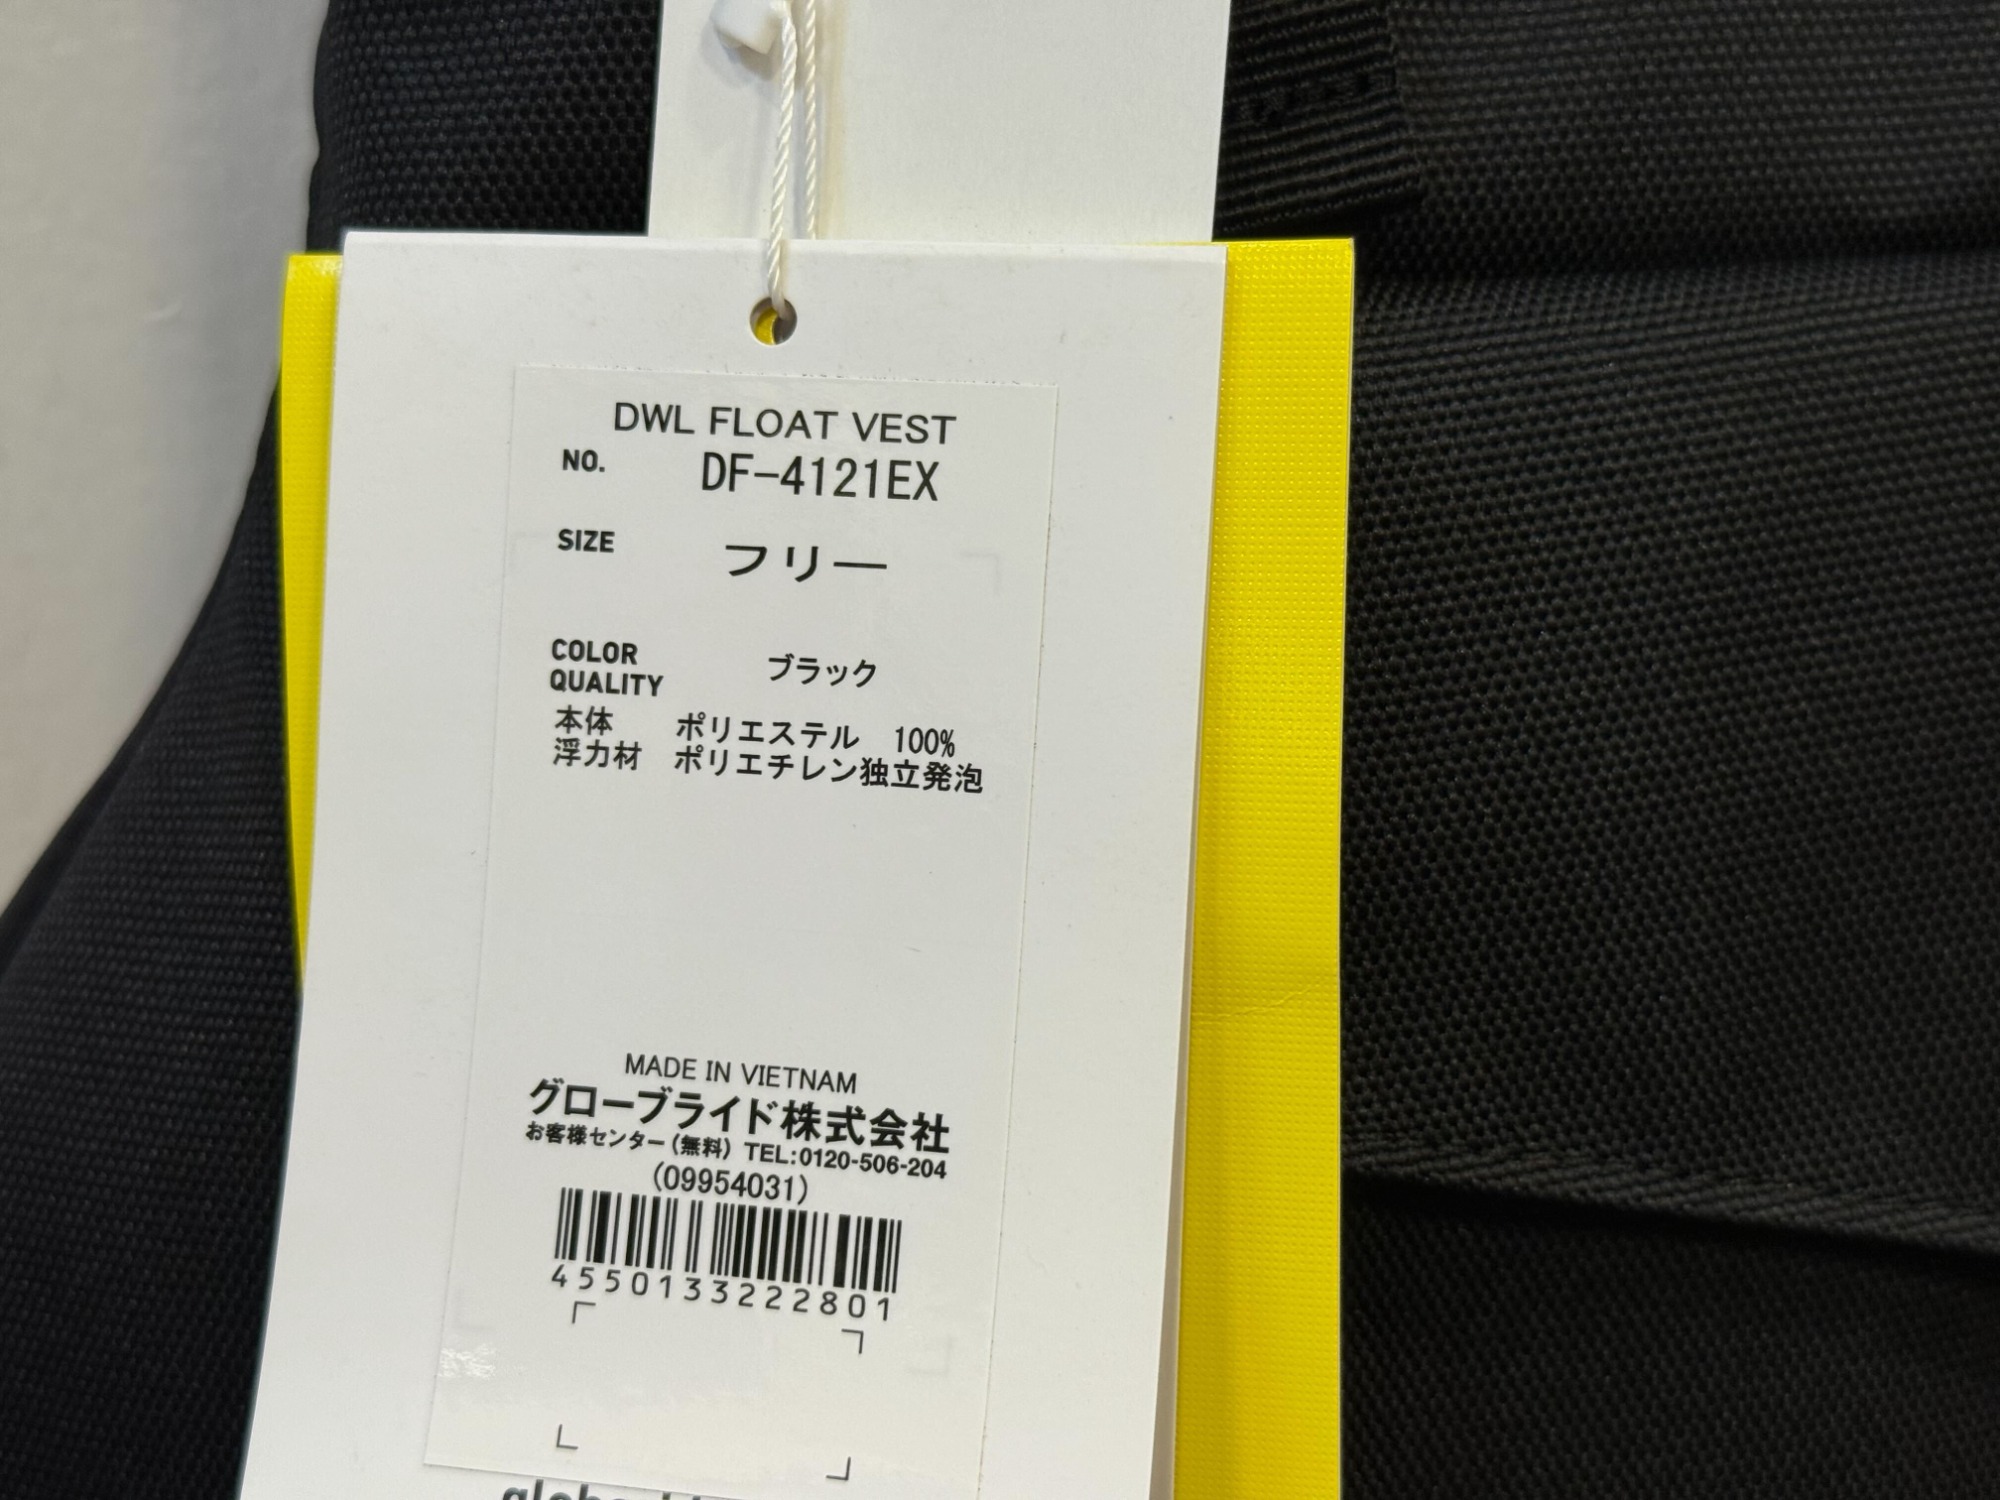 DWL FLOAT VEST
NO. DF-4121EX
SIZE フリー
COLOR ブラック
QUALITY
本体 ポリエステル 100%
浮力材 ポリエチレン独立発泡
MADE IN VIETNAM
グローブライド株式会社
お客様センター(無料) TEL:0120-506-204
(09954031)
4550133222801